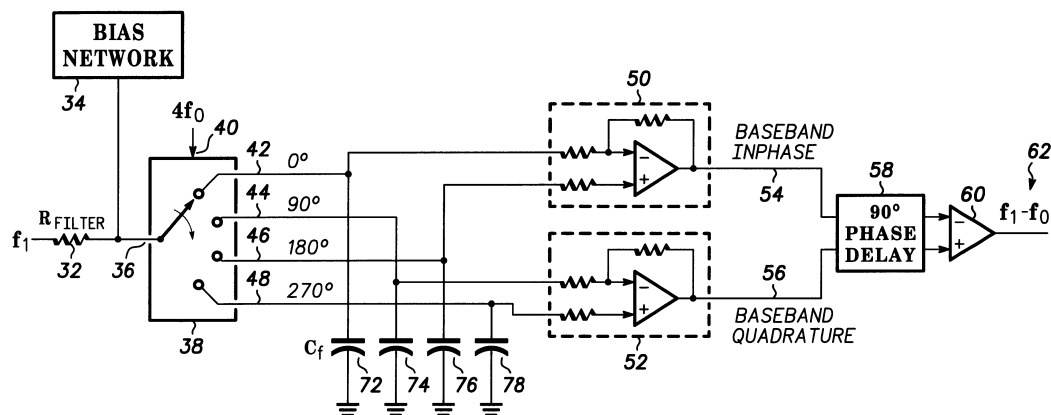 BIAS
NETWORK
34
4f0
40
42
0°
44
90°
46
180°
48
270°
RFILTER
f1
32
36
38
Cf
72
74
76
78
50
−
+
BASEBAND
INPHASE
54
−
+
52
56
BASEBAND
QUADRATURE
58
90°
PHASE
DELAY
60
−
+
62
f1-f0